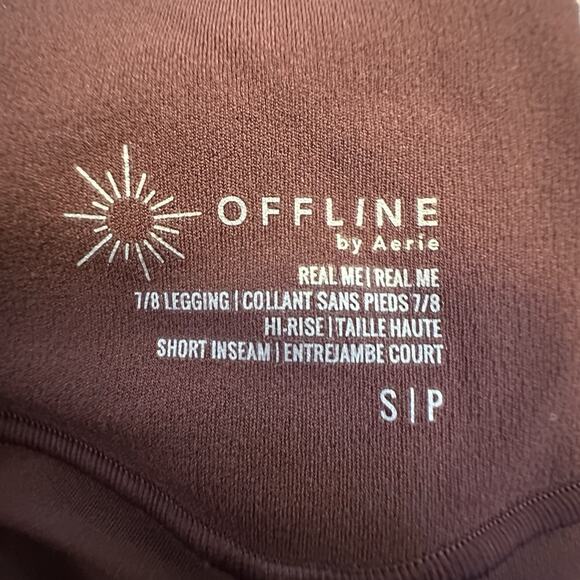 OFFLINE
by Aerie
REAL ME | REAL ME
7/8 LEGGING | COLLANT SANS PIEDS 7/8
HI-RISE | TAILLE HAUTE
SHORT INSEAM | ENTREJAMBE COURT
S | P